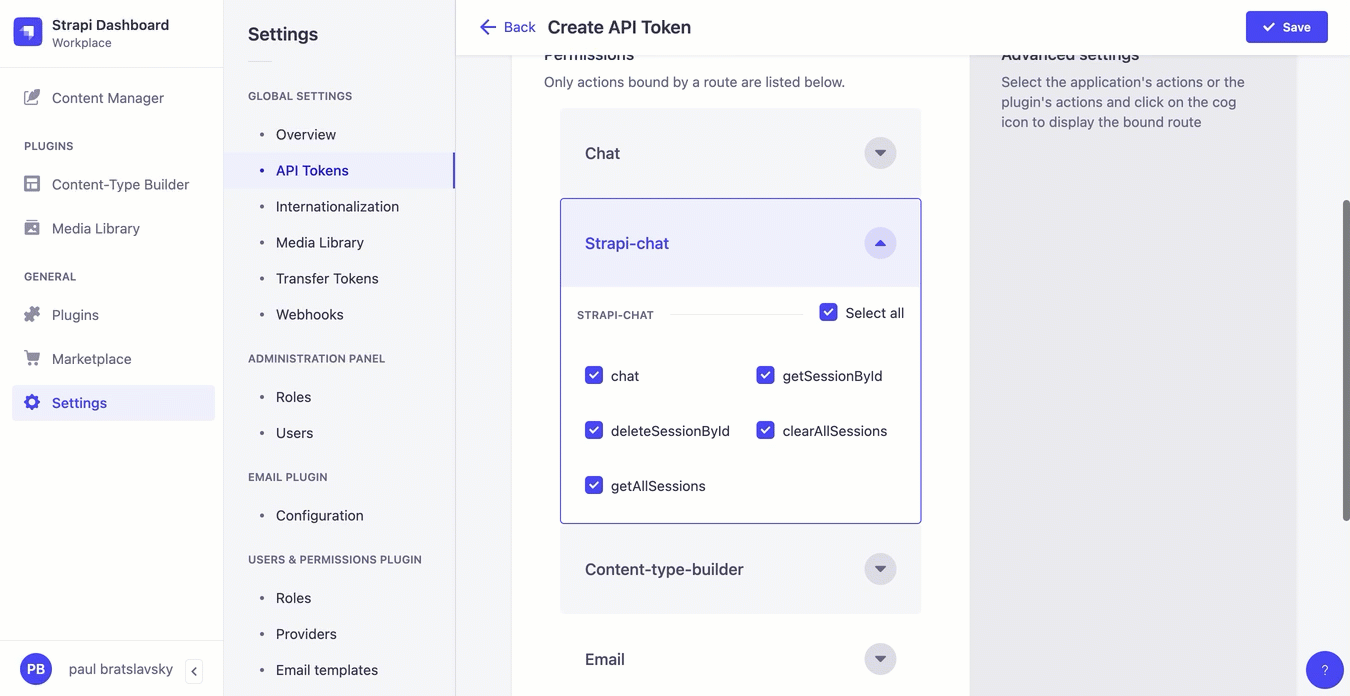 Strapi Dashboard
Workplace
Content Manager
PLUGINS
Content-Type Builder
Media Library
GENERAL
Plugins
Marketplace
Settings
PB
paul bratslavsky
Settings
GLOBAL SETTINGS
Overview
API Tokens
Internationalization
Media Library
Transfer Tokens
Webhooks
ADMINISTRATION PANEL
Roles
Users
EMAIL PLUGIN
Configuration
USERS & PERMISSIONS PLUGIN
Roles
Providers
Email templates
Back
Create API Token
Save
Permissions
Only actions bound by a route are listed below.
Chat
Strapi-chat
STRAPI-CHAT
Select all
chat
getSessionById
deleteSessionById
clearAllSessions
getAllSessions
Content-type-builder
Email
Advanced settings
Select the application's actions or the
plugin's actions and click on the cog
icon to display the bound route
?